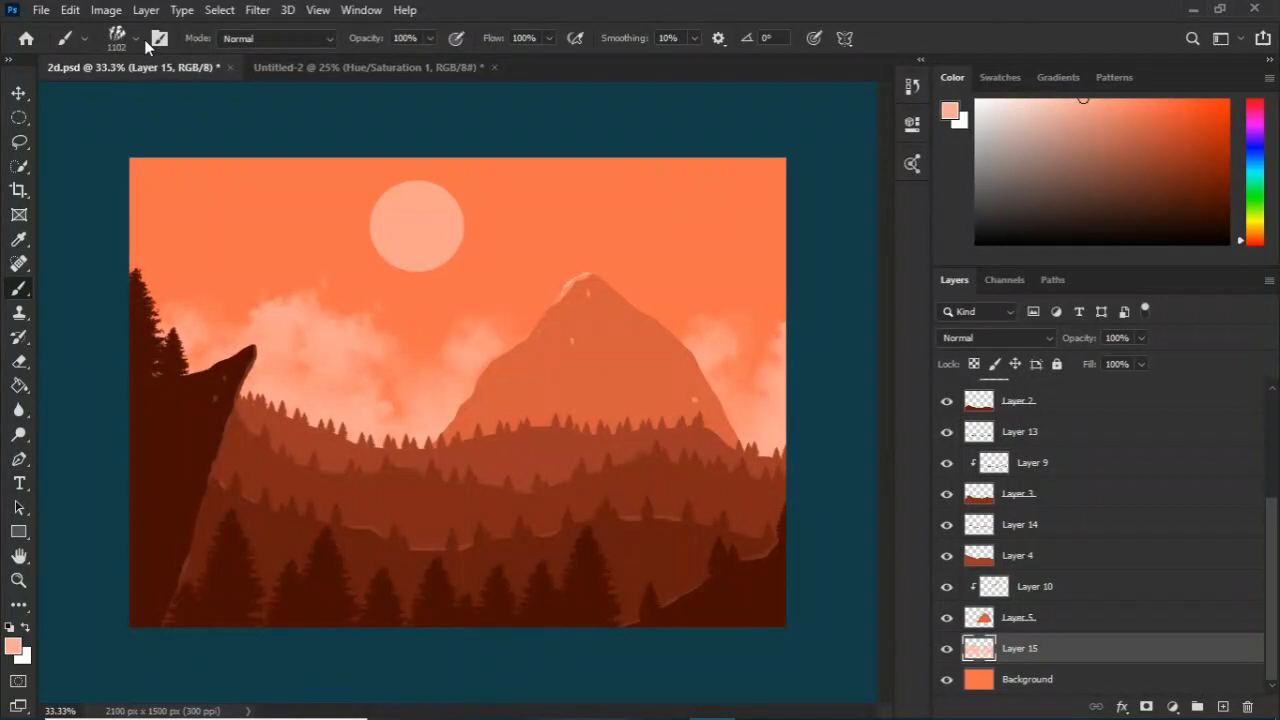 Ps File Edit Image Layer Type Select Filter 3D View Window Help
1102 Mode: Normal Opacity: 100% Flow: 100% Smoothing: 10% 0°
2d.psd @ 33.3% (Layer 15, RGB/8) * Untitled-2 @ 25% (Hue/Saturation 1, RGB/8#) *
Color Swatches Gradients Patterns
Layers Channels Paths
Kind
Normal Opacity: 100%
Lock: Fill: 100%
Layer 2
Layer 13
Layer 9
Layer 3
Layer 14
Layer 4
Layer 10
Layer 5
Layer 15
Background
33.33% 2100 px x 1500 px (300 ppi)